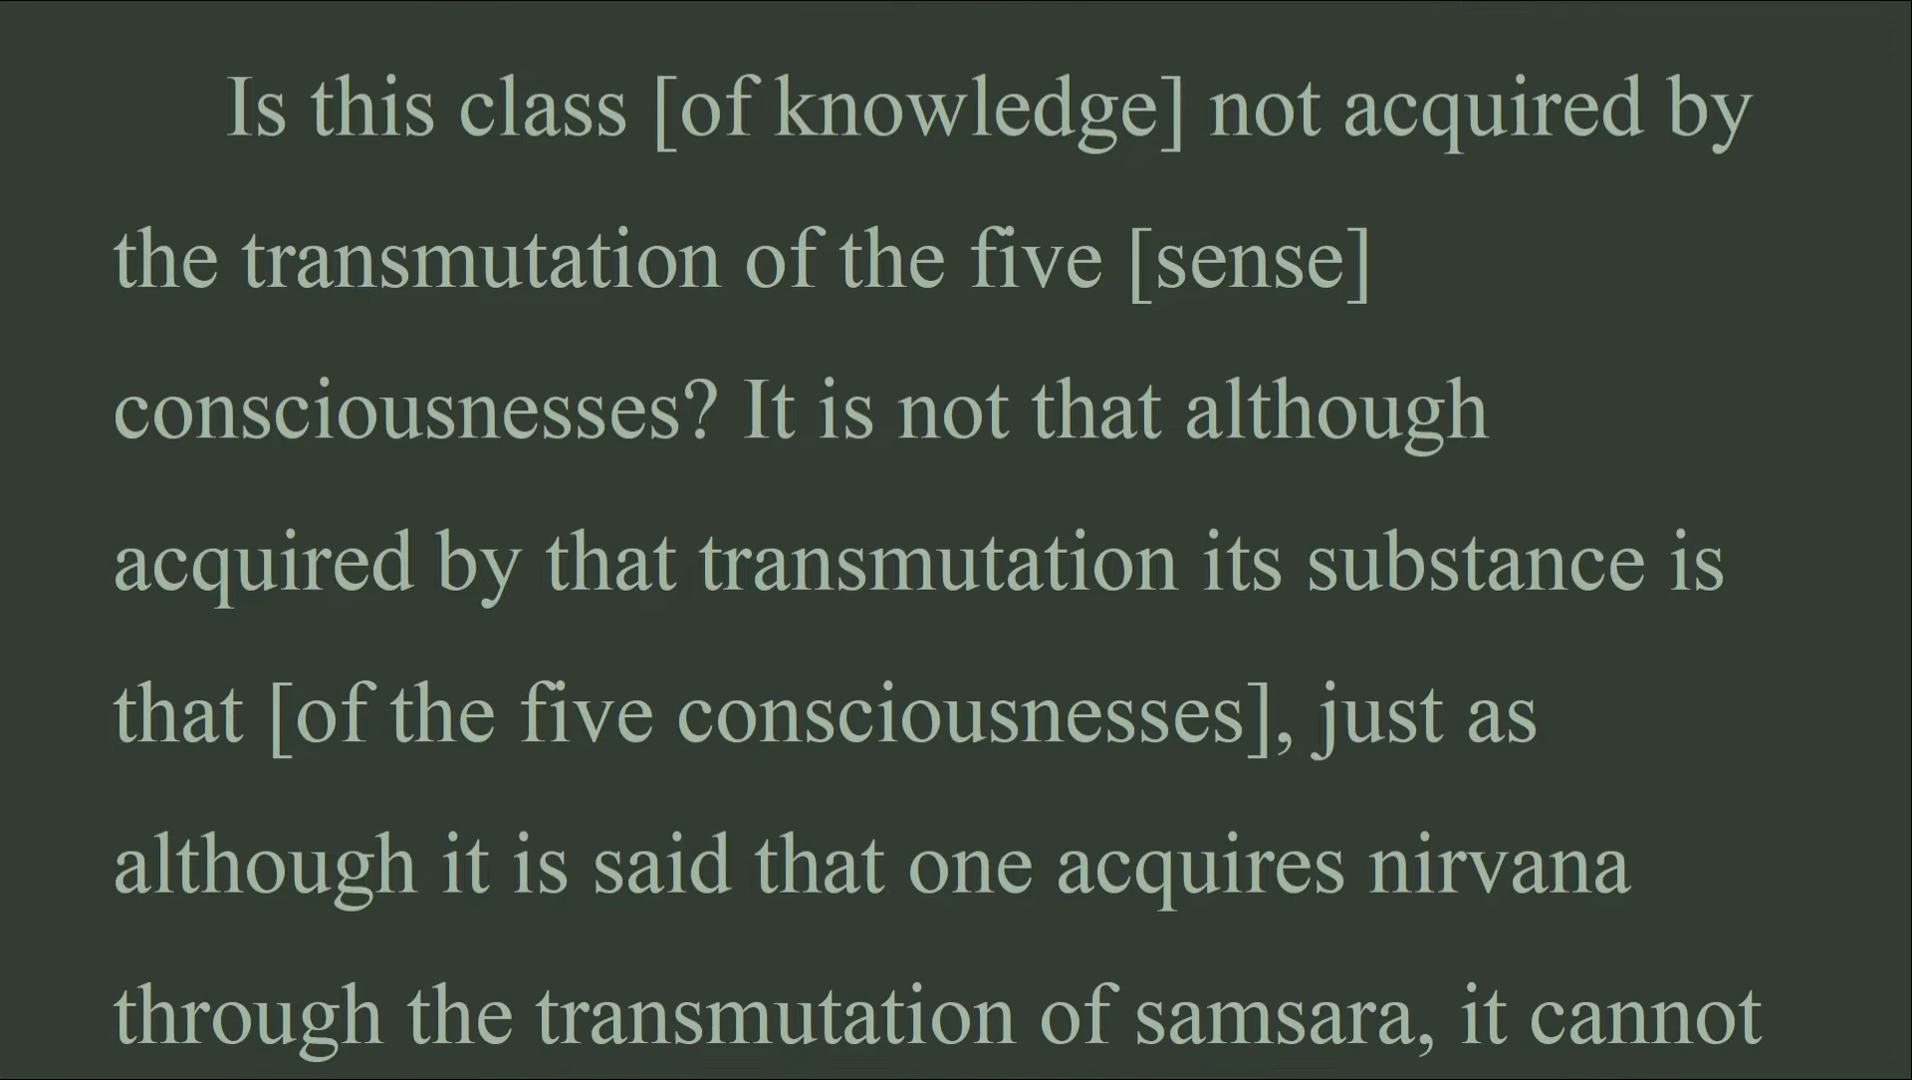 Is this class [of knowledge] not acquired by
the transmutation of the five [sense]
consciousnesses? It is not that although
acquired by that transmutation its substance is
that [of the five consciousnesses], just as
although it is said that one acquires nirvana
through the transmutation of samsara, it cannot